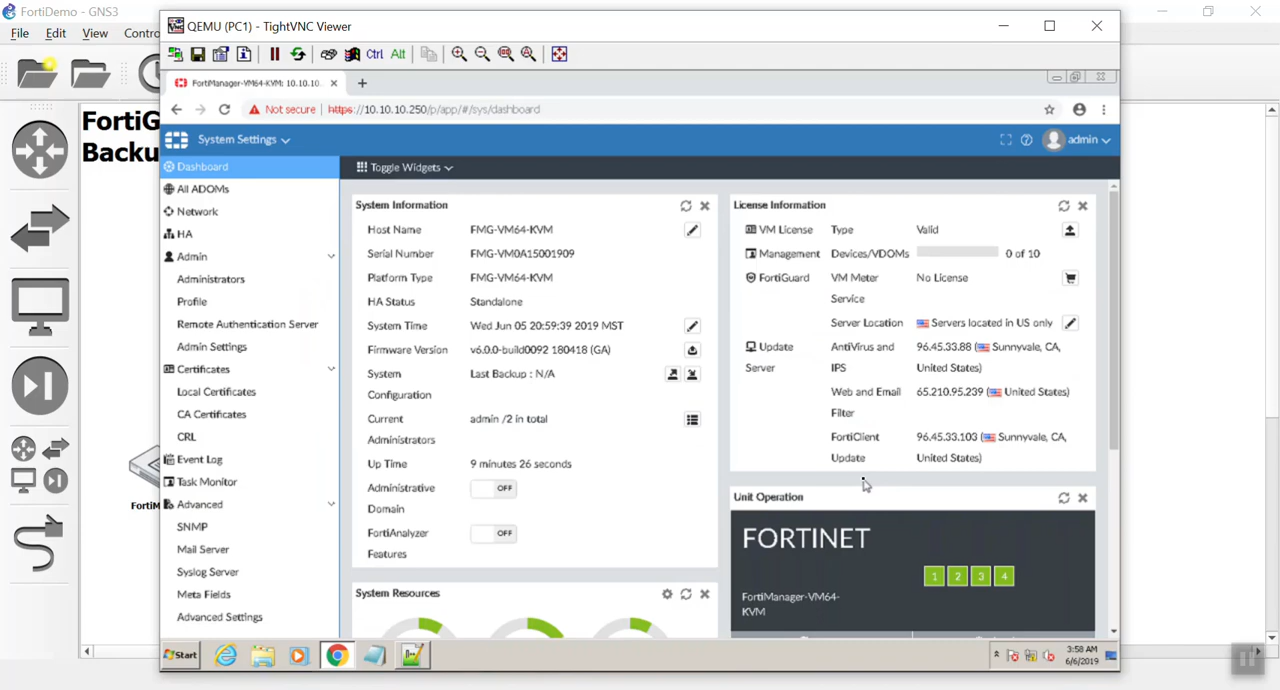 FortiDemo - GNS3
File Edit View Contro
FortiG
Backu
FortiM
QEMU (PC1) - TightVNC Viewer
Ctrl Alt
FortiManager-VM64-KVM: 10.10.10.
Not secure https://10.10.10.250/p/app/#/sys/dashboard
System Settings
admin
Dashboard
All ADOMs
Network
HA
Admin
Administrators
Profile
Remote Authentication Server
Admin Settings
Certificates
Local Certificates
CA Certificates
CRL
Event Log
Task Monitor
Advanced
SNMP
Mail Server
Syslog Server
Meta Fields
Advanced Settings
Toggle Widgets
System Information
Host Name FMG-VM64-KVM
Serial Number FMG-VM0A15001909
Platform Type FMG-VM64-KVM
HA Status Standalone
System Time Wed Jun 05 20:59:39 2019 MST
Firmware Version v6.0.0-build0092 180418 (GA)
System Last Backup : N/A
Configuration
Current admin /2 in total
Administrators
Up Time 9 minutes 26 seconds
Administrative OFF
Domain
FortiAnalyzer OFF
Features
System Resources
License Information
VM License Type Valid
Management Devices/VDOMs 0 of 10
FortiGuard VM Meter No License
Service
Server Location Servers located in US only
Update AntiVirus and 96.45.33.88 ( Sunnyvale, CA,
Server IPS United States)
Web and Email 65.210.95.239 ( United States)
Filter
FortiClient 96.45.33.103 ( Sunnyvale, CA,
Update United States)
Unit Operation
FORTINET
1 2 3 4
FortiManager-VM64-
KVM
Start
3:58 AM
6/6/2019